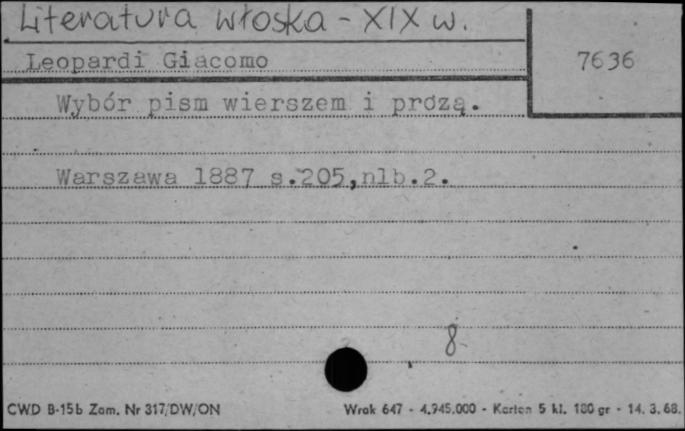 Literatura włoska - XIX w.
Leopardi Giacomo
7636
Wybór pism wierszem i prozą.
Warszawa 1887 s.205,nlb.2.
8
CWD B-15b Zam. Nr 317/DW/ON
Wrak 647 - 4.945.000 - Karton 5 kl. 180 gr - 14. 3. 68.